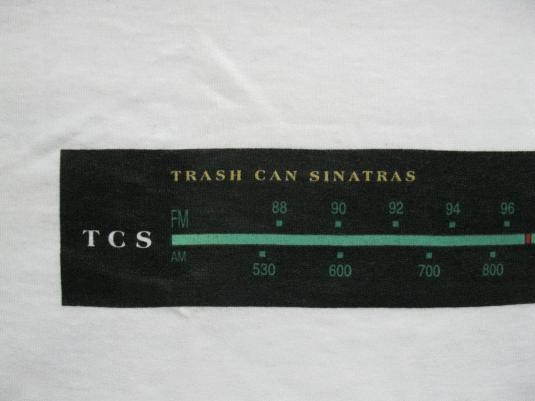 TRASH CAN SINATRAS
FM 88 90 92 94 96
TCS
AM 530 600 700 800